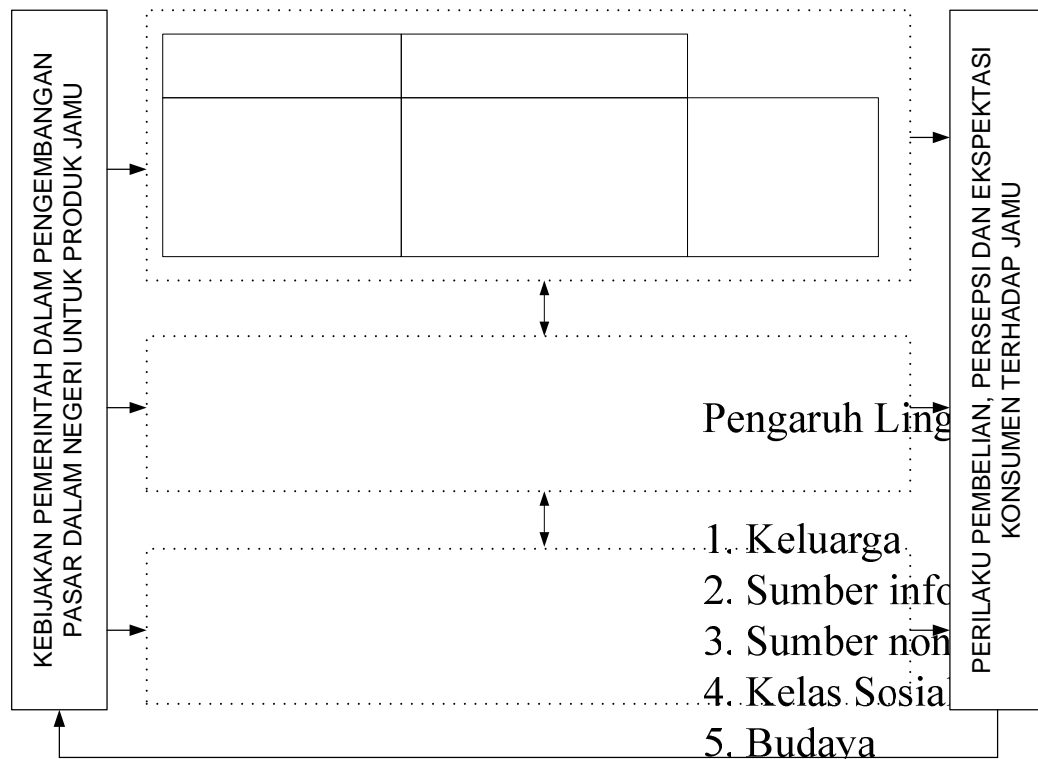 KEBIJAKAN PEMERINTAH DALAM PENGEMBANGAN
PASAR DALAM NEGERI UNTUK PRODUK JAMU
Pengaruh Ling
1. Keluarga
2. Sumber info
3. Sumber non
4. Kelas Sosial
5. Budaya
PERILAKU PEMBELIAN, PERSEPSI DAN EKSPEKTASI
KONSUMEN TERHADAP JAMU